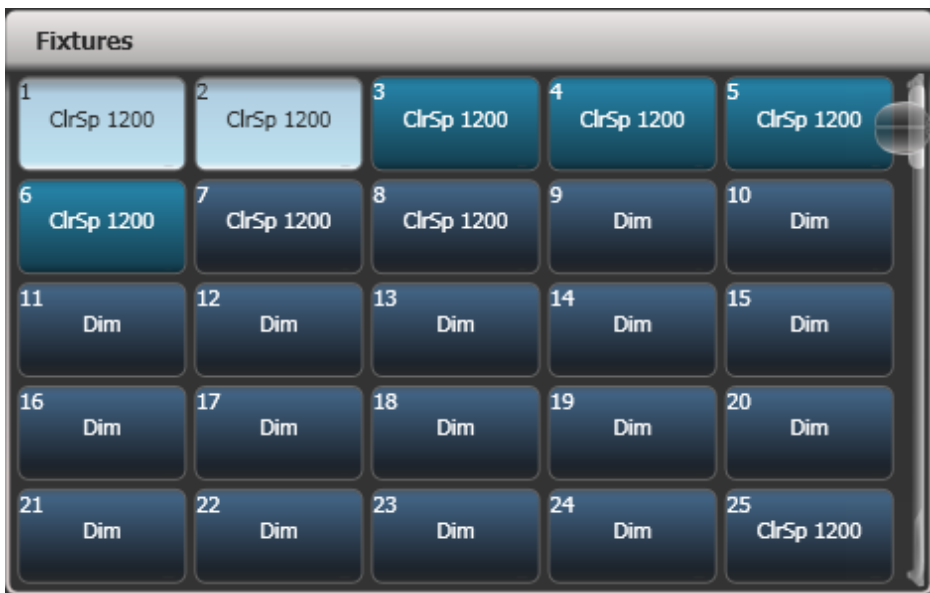 Fixtures
1 ClrSp 1200
2 ClrSp 1200
3 ClrSp 1200
4 ClrSp 1200
5 ClrSp 1200
6 ClrSp 1200
7 ClrSp 1200
8 ClrSp 1200
9 Dim
10 Dim
11 Dim
12 Dim
13 Dim
14 Dim
15 Dim
16 Dim
17 Dim
18 Dim
19 Dim
20 Dim
21 Dim
22 Dim
23 Dim
24 Dim
25 ClrSp 1200